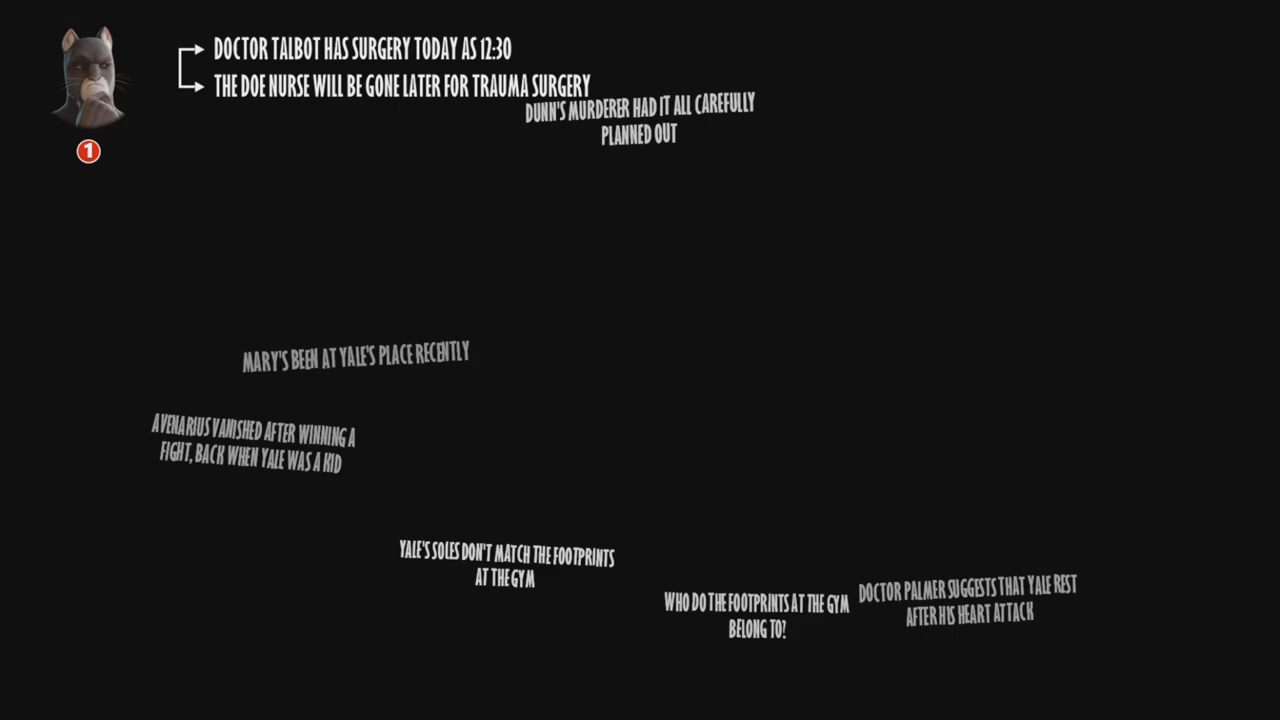 DOCTOR TALBOT HAS SURGERY TODAY AS 12:30
THE DOE NURSE WILL BE GONE LATER FOR TRAUMA SURGERY
DUNN'S MURDERER HAD IT ALL CAREFULLY
PLANNED OUT
1
MARY'S BEEN AT YALE'S PLACE RECENTLY
AVENARIUS VANISHED AFTER WINNING A
FIGHT, BACK WHEN YALE WAS A KID
YALE'S SOLES DON'T MATCH THE FOOTPRINTS
AT THE GYM
WHO DO THE FOOTPRINTS AT THE GYM
BELONG TO?
DOCTOR PALMER SUGGESTS THAT YALE REST
AFTER HIS HEART ATTACK